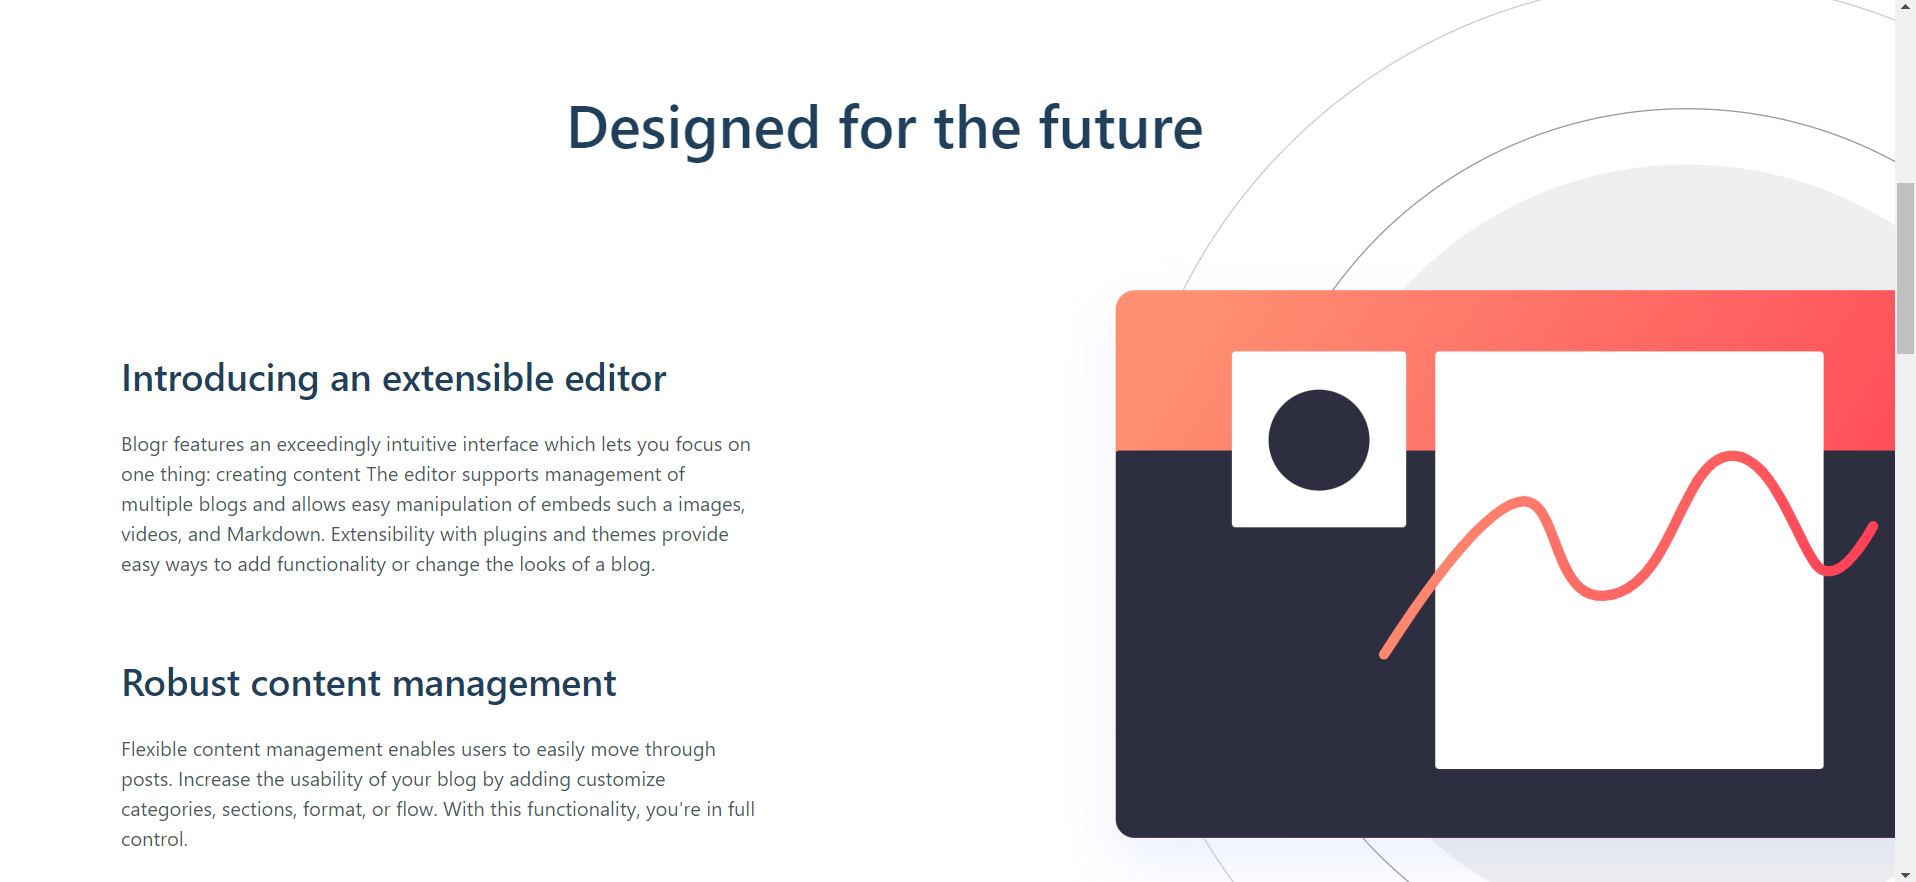 Designed for the future
Introducing an extensible editor
Blogr features an exceedingly intuitive interface which lets you focus on
one thing: creating content The editor supports management of
multiple blogs and allows easy manipulation of embeds such a images,
videos, and Markdown. Extensibility with plugins and themes provide
easy ways to add functionality or change the looks of a blog.
Robust content management
Flexible content management enables users to easily move through
posts. Increase the usability of your blog by adding customize
categories, sections, format, or flow. With this functionality, you're in full
control.